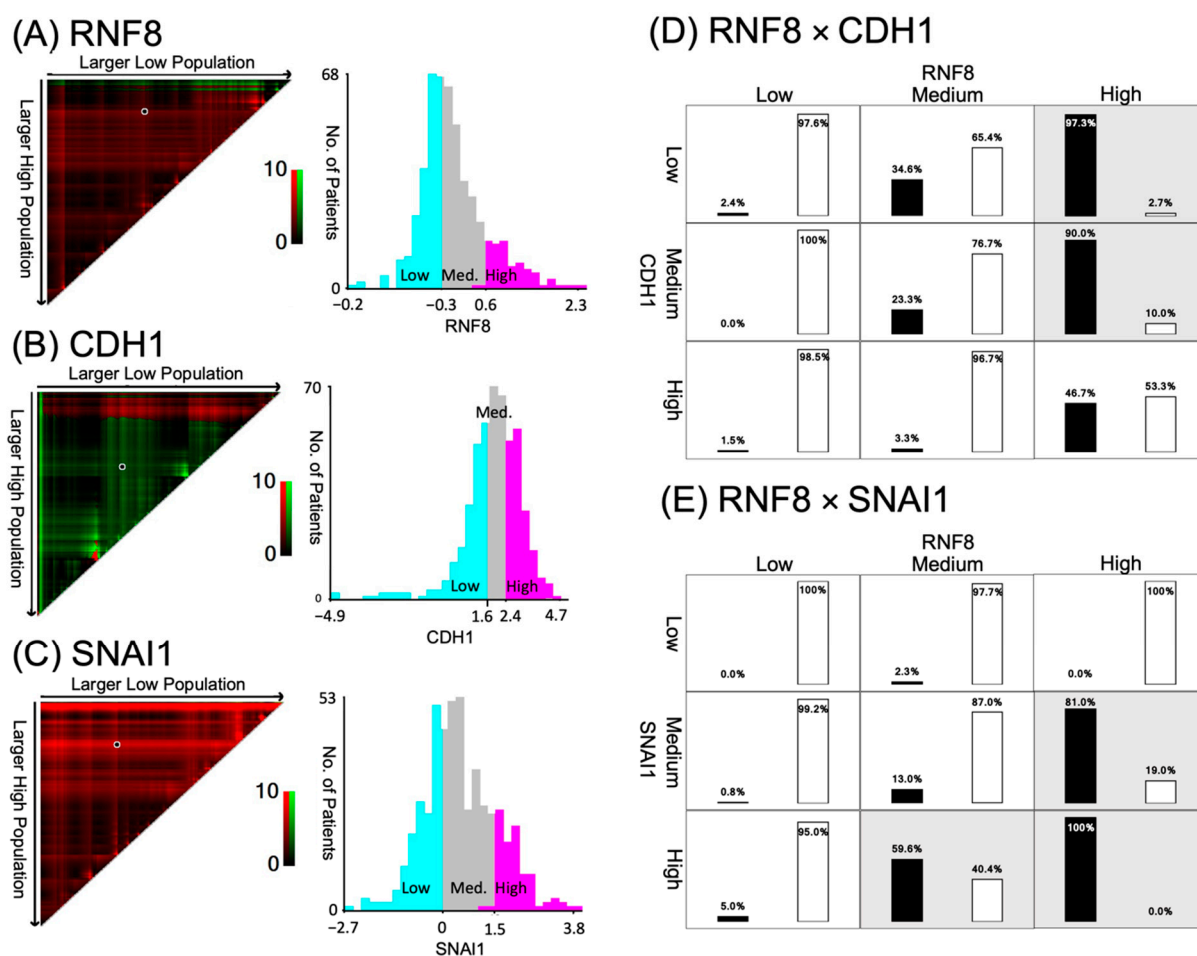 (A) RNF8
Larger Low Population
Larger High Population
10
0
No. of Patients
68
0
Low
Med.
High
−0.2
−0.3
0.6
2.3
RNF8
(B) CDH1
Larger Low Population
Larger High Population
10
0
No. of Patients
70
0
Med.
Low
High
−4.9
1.6
2.4
4.7
CDH1
(C) SNAI1
Larger Low Population
Larger High Population
10
0
No. of Patients
53
0
Low
Med.
High
−2.7
0
1.5
3.8
SNAI1
(D) RNF8 × CDH1
RNF8
Low
Medium
High
CDH1
Low
2.4%
97.6%
34.6%
65.4%
97.3%
2.7%
Medium
0.0%
100%
23.3%
76.7%
90.0%
10.0%
High
1.5%
98.5%
3.3%
96.7%
46.7%
53.3%
(E) RNF8 × SNAI1
RNF8
Low
Medium
High
SNAI1
Low
0.0%
100%
2.3%
97.7%
0.0%
100%
Medium
0.8%
99.2%
13.0%
87.0%
81.0%
19.0%
High
5.0%
95.0%
59.6%
40.4%
100%
0.0%